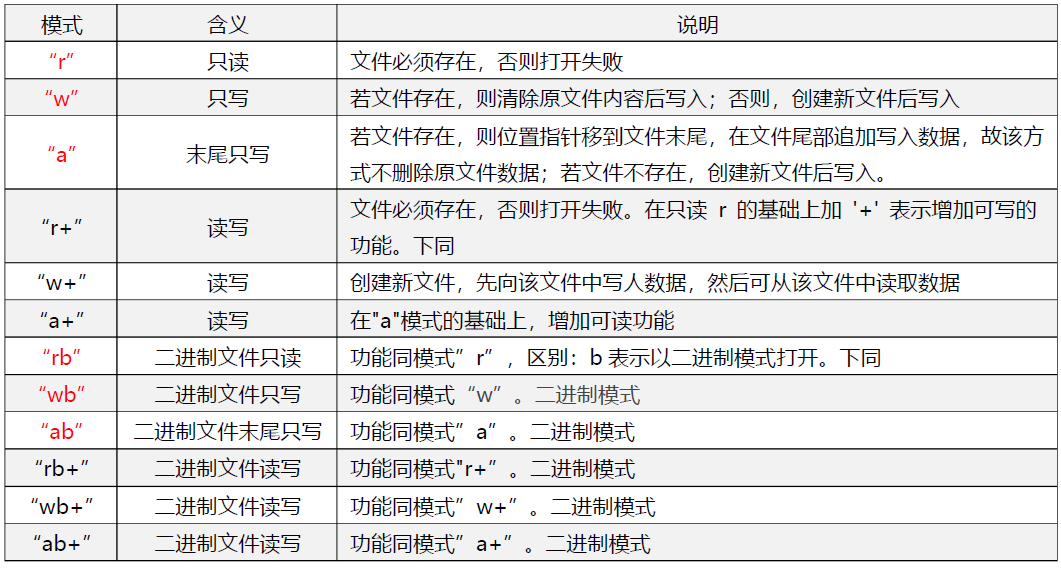 模式 含义 说明
“r” 只读 文件必须存在，否则打开失败
“w” 只写 若文件存在，则清除原文件内容后写入；否则，创建新文件后写入
“a” 末尾只写 若文件存在，则位置指针移到文件末尾，在文件尾部追加写入数据，故该方
式不删除原文件数据；若文件不存在，创建新文件后写入。
“r+” 读写 文件必须存在，否则打开失败。在只读 r 的基础上加 '+' 表示增加可写的
功能。下同
“w+” 读写 创建新文件，先向该文件中写人数据，然后可从该文件中读取数据
“a+” 读写 在"a"模式的基础上，增加可读功能
“rb” 二进制文件只读 功能同模式”r”，区别：b 表示以二进制模式打开。下同
“wb” 二进制文件只写 功能同模式“w”。二进制模式
“ab” 二进制文件末尾只写 功能同模式”a”。二进制模式
“rb+” 二进制文件读写 功能同模式"r+”。二进制模式
“wb+” 二进制文件读写 功能同模式”w+”。二进制模式
“ab+” 二进制文件读写 功能同模式”a+”。二进制模式